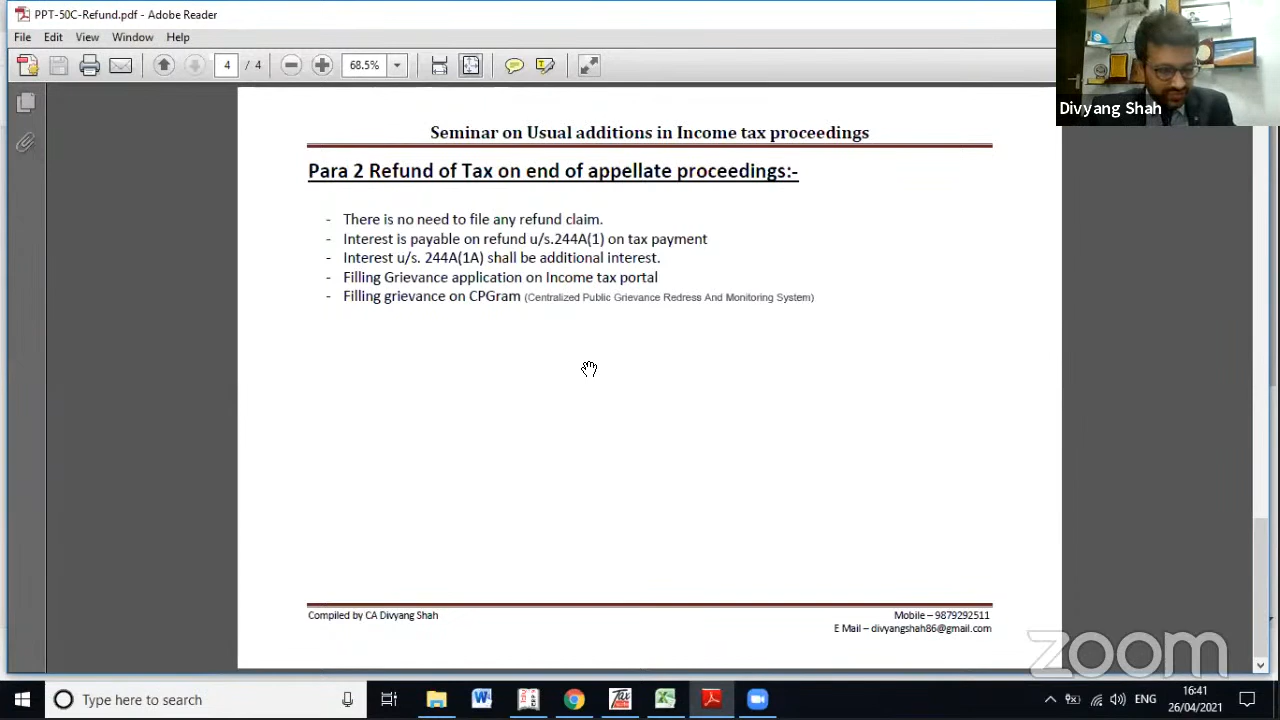 PPT-50C-Refund.pdf - Adobe Reader
File Edit View Window Help
4 / 4 68.5%
Divyang Shah
Seminar on Usual additions in Income tax proceedings
Para 2 Refund of Tax on end of appellate proceedings:-
- There is no need to file any refund claim.
- Interest is payable on refund u/s.244A(1) on tax payment
- Interest u/s. 244A(1A) shall be additional interest.
- Filling Grievance application on Income tax portal
- Filling grievance on CPGram (Centralized Public Grievance Redress And Monitoring System)
Compiled by CA Divyang Shah
Mobile – 9879292511
E Mail – divyangshah86@gmail.com
zoom
Type here to search
ENG
16:41
26/04/2021